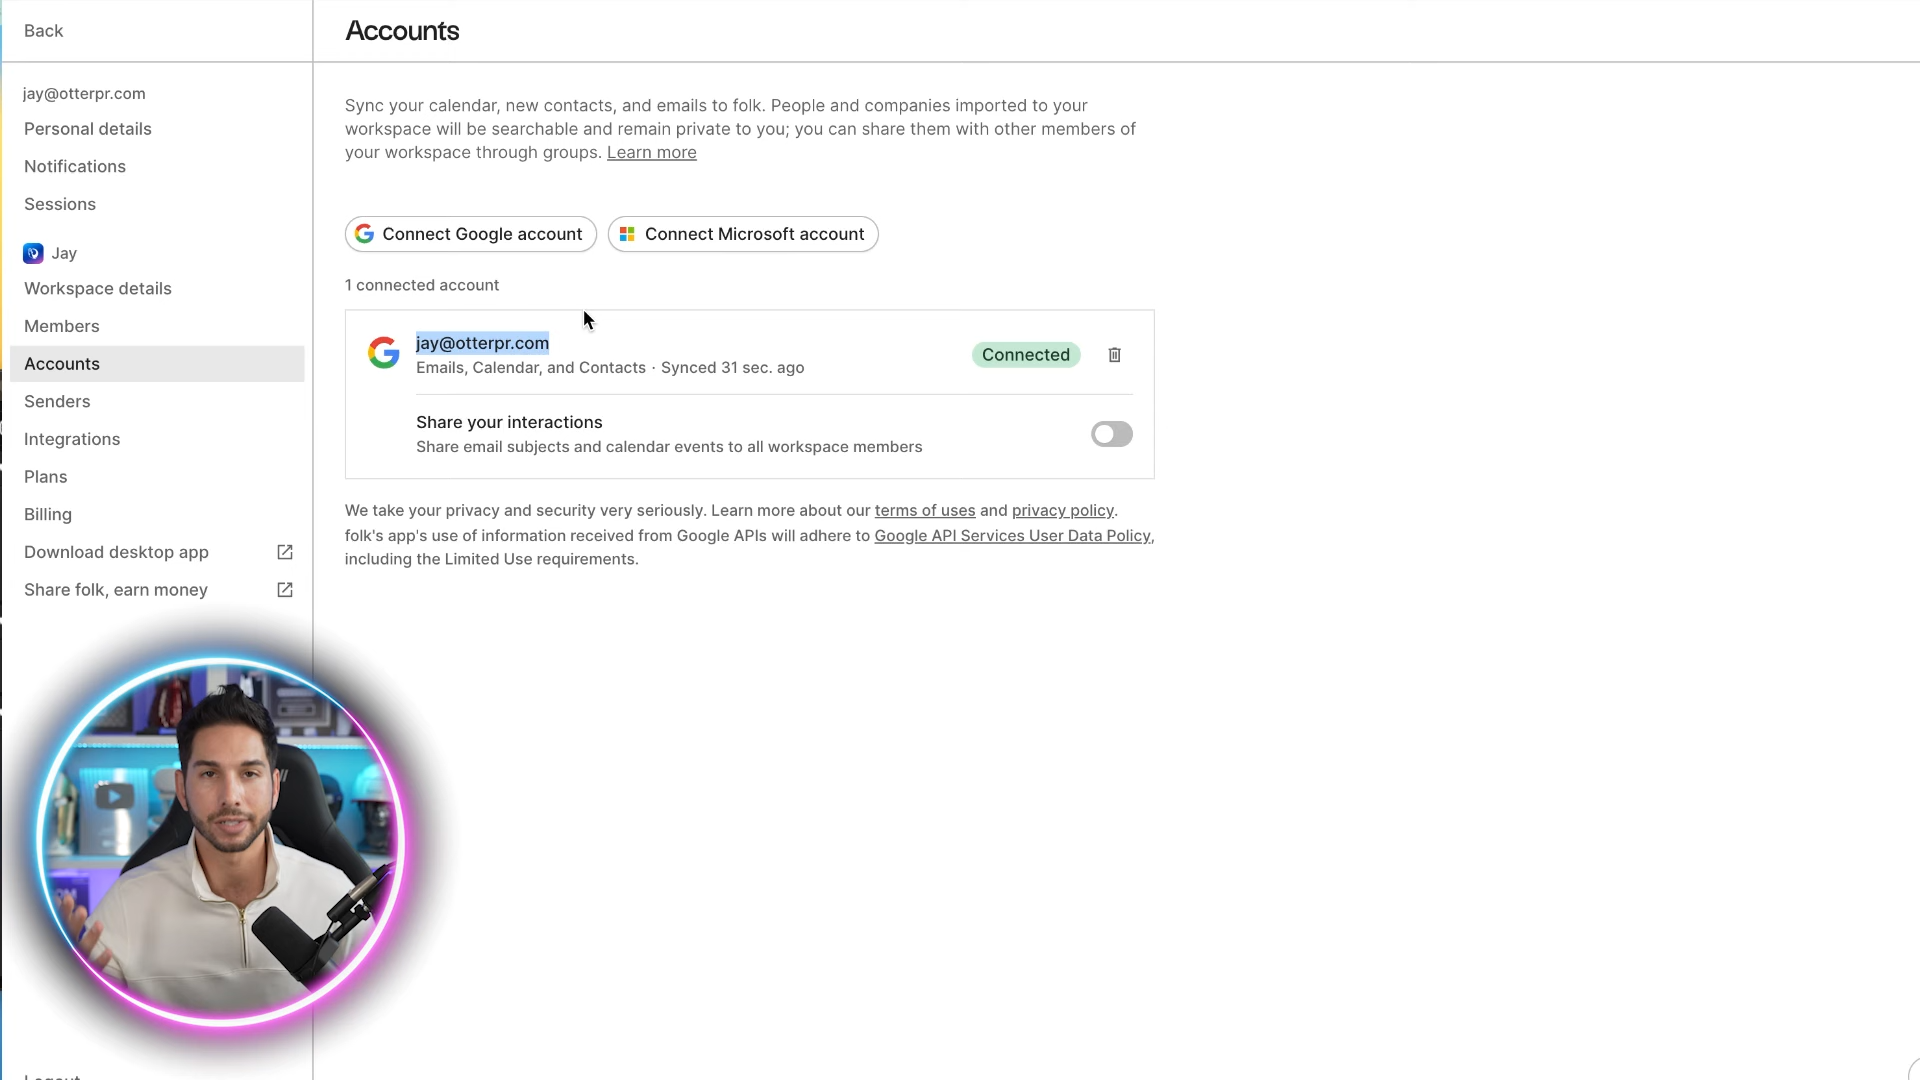 Back
Accounts
jay@otterpr.com
Personal details
Notifications
Sessions
Jay
Workspace details
Members
Accounts
Senders
Integrations
Plans
Billing
Download desktop app
Share folk, earn money
Sync your calendar, new contacts, and emails to folk. People and companies imported to your
workspace will be searchable and remain private to you; you can share them with other members of
your workspace through groups. Learn more
Connect Google account
Connect Microsoft account
1 connected account
jay@otterpr.com
Emails, Calendar, and Contacts · Synced 31 sec. ago
Connected
Share your interactions
Share email subjects and calendar events to all workspace members
We take your privacy and security very seriously. Learn more about our terms of uses and privacy policy.
folk's app's use of information received from Google APIs will adhere to Google API Services User Data Policy,
including the Limited Use requirements.